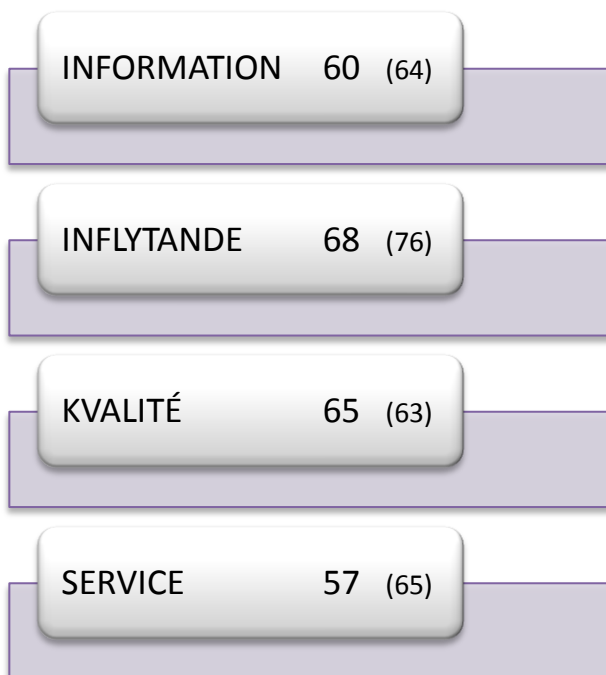 INFORMATION 60 (64)
INFLYTANDE 68 (76)
KVALITÉ 65 (63)
SERVICE 57 (65)